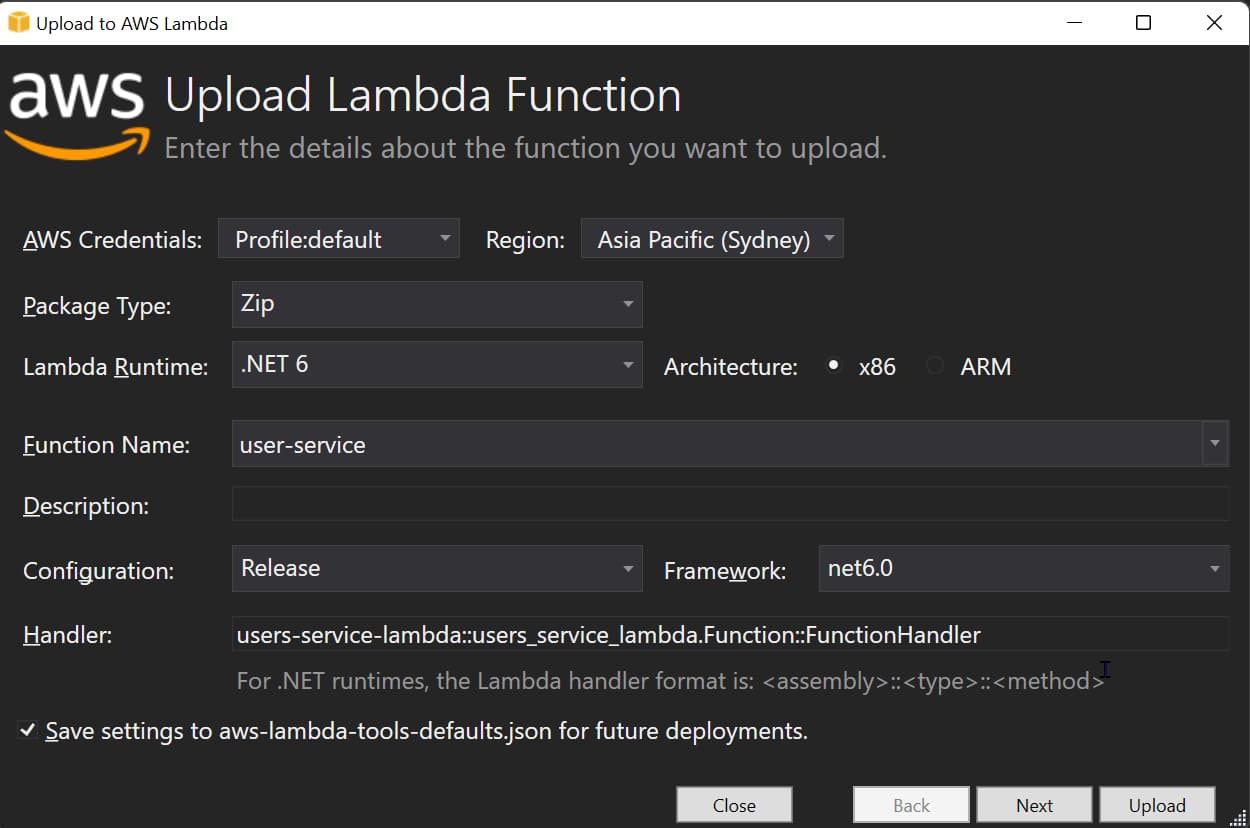 Upload to AWS Lambda
aws
Upload Lambda Function
Enter the details about the function you want to upload.
AWS Credentials: Profile:default Region: Asia Pacific (Sydney)
Package Type: Zip
Lambda Runtime: .NET 6 Architecture: x86 ARM
Function Name: user-service
Description:
Configuration: Release Framework: net6.0
Handler: users-service-lambda::users_service_lambda.Function::FunctionHandler
For .NET runtimes, the Lambda handler format is: <assembly>::<type>::<method>
Save settings to aws-lambda-tools-defaults.json for future deployments.
Close Back Next Upload